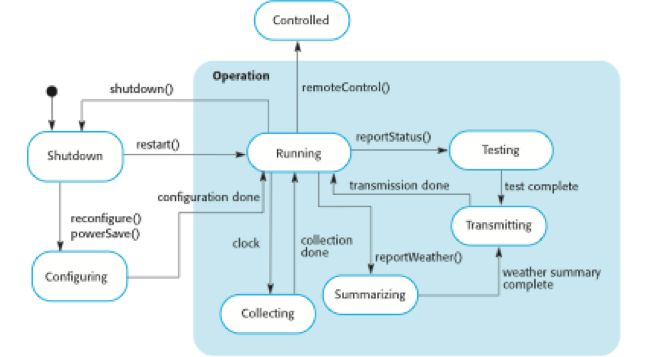 Controlled
Operation
shutdown()
remoteControl()
Shutdown
restart()
Running
reportStatus()
Testing
configuration done
transmission done
test complete
reconfigure()
powerSave()
Transmitting
clock
collection
done
reportWeather()
Configuring
Collecting
Summarizing
weather summary
complete